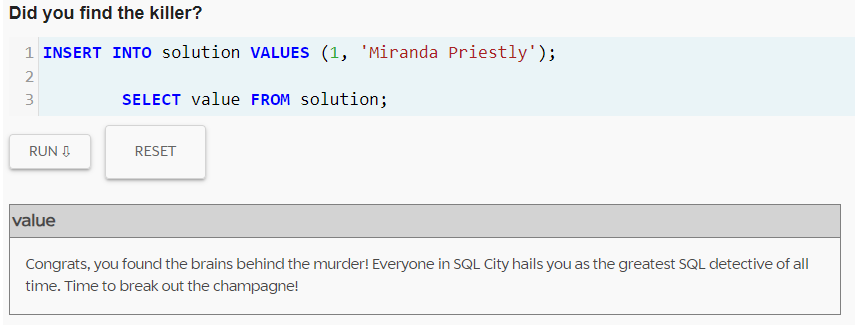 Did you find the killer?
1 INSERT INTO solution VALUES (1, 'Miranda Priestly');
2
3         SELECT value FROM solution;
RUN ⇩ RESET
value
Congrats, you found the brains behind the murder! Everyone in SQL City hails you as the greatest SQL detective of all
time. Time to break out the champagne!